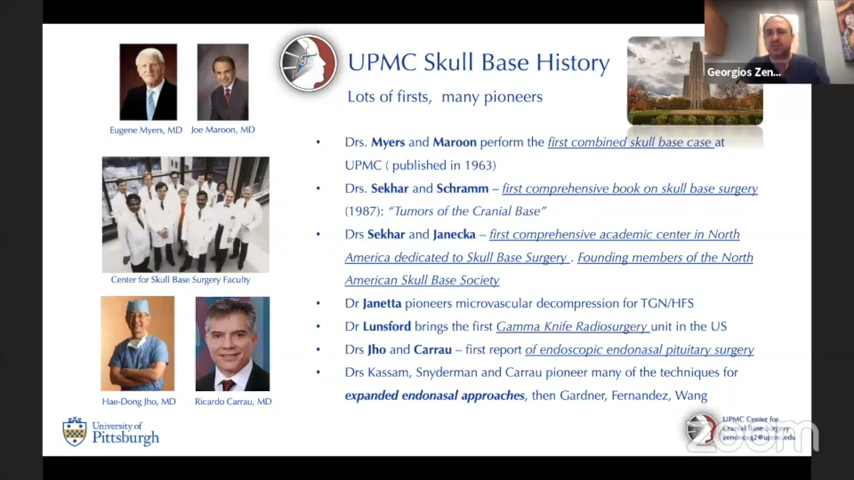 Georgios Zen...
UPMC Skull Base History
Lots of firsts, many pioneers
Eugene Myers, MD
Joe Maroon, MD
• Drs. Myers and Maroon perform the first combined skull base case at
UPMC ( published in 1963)
• Drs. Sekhar and Schramm – first comprehensive book on skull base surgery
(1987): “Tumors of the Cranial Base”
• Drs Sekhar and Janecka – first comprehensive academic center in North
America dedicated to Skull Base Surgery . Founding members of the North
American Skull Base Society
Center for Skull Base Surgery Faculty
• Dr Janetta pioneers microvascular decompression for TGN/HFS
• Dr Lunsford brings the first Gamma Knife Radiosurgery unit in the US
• Drs Jho and Carrau – first report of endoscopic endonasal pituitary surgery
• Drs Kassam, Snyderman and Carrau pioneer many of the techniques for
expanded endonasal approaches, then Gardner, Fernandez, Wang
Hae-Dong Jho, MD
Ricardo Carrau, MD
University of
Pittsburgh
UPMC Center for
Cranial Base Surgery
zoom